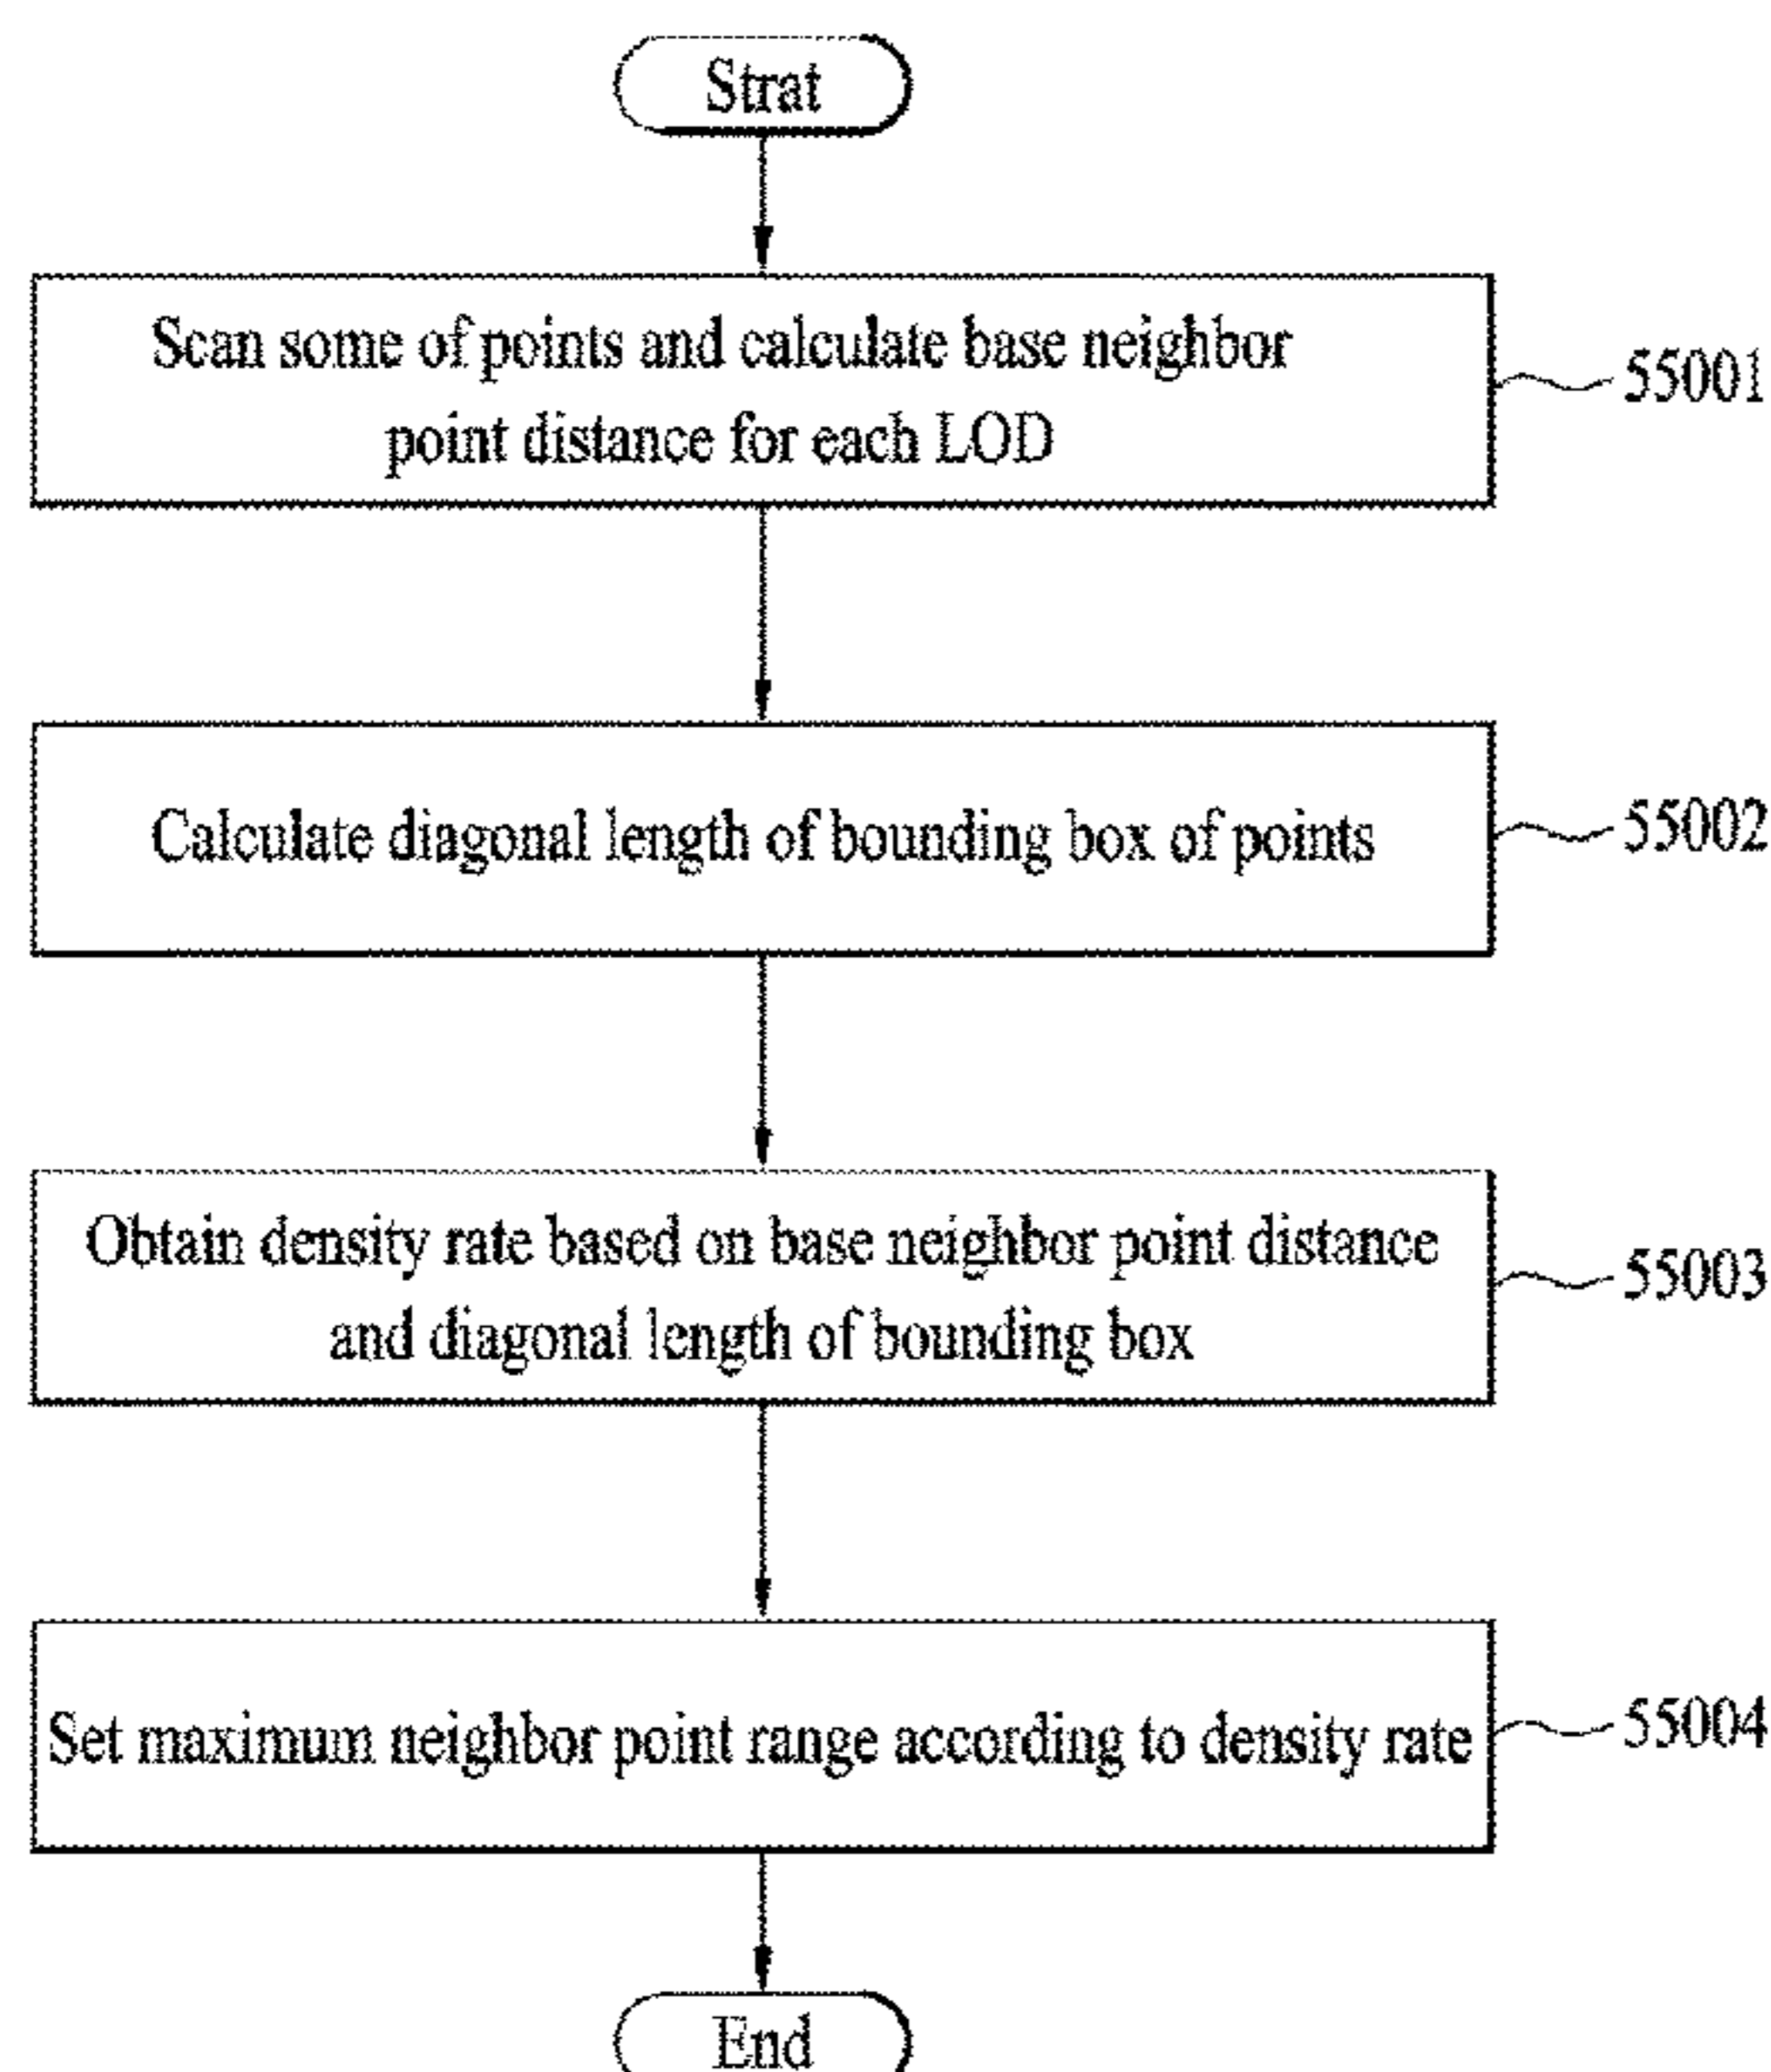 Strat
Scan some of points and calculate base neighbor
point distance for each LOD
55001
Calculate diagonal length of bounding box of points
55002
Obtain density rate based on base neighbor point distance
and diagonal length of bounding box
55003
Set maximum neighbor point range according to density rate
55004
End